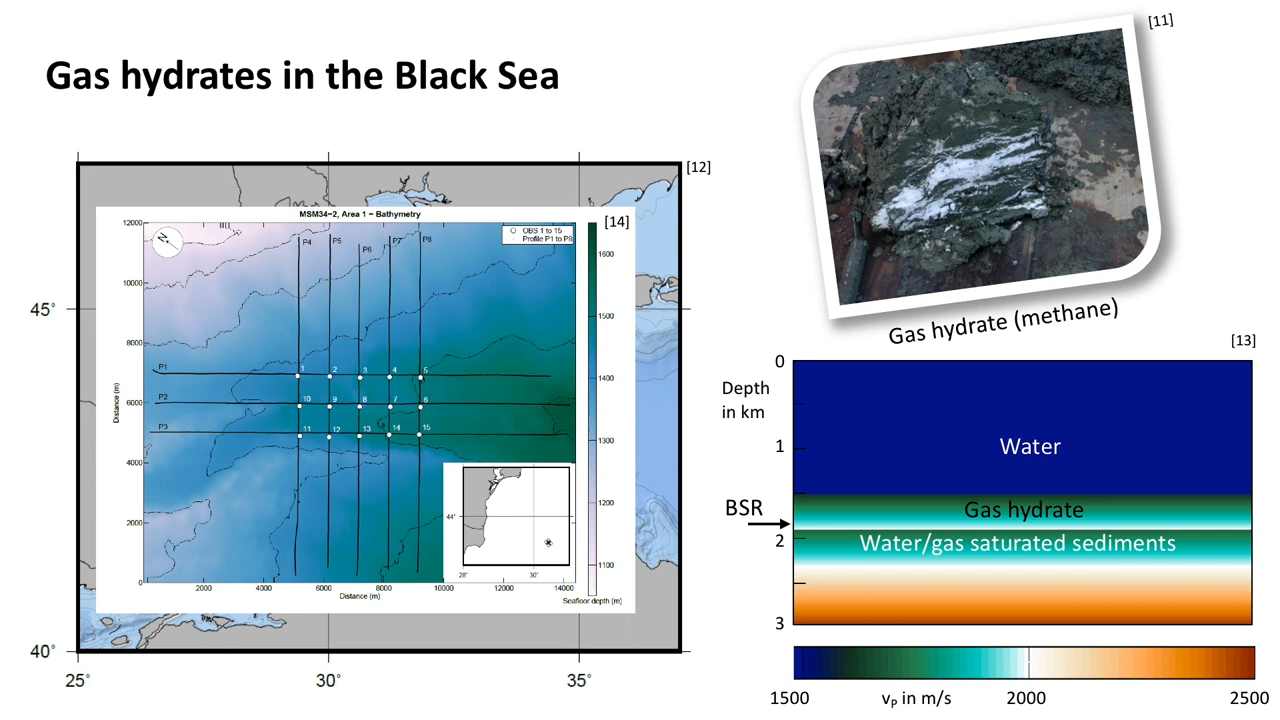 Gas hydrates in the Black Sea
[11]
Gas hydrate (methane)
[12]
45°
40°
25°
30°
35°
MSM34-2, Area 1 - Bathymetry
[14]
OBS 1 to 15
Profile P1 to P8
N
P4
P5
P6
P7
P8
P1
P2
P3
1
2
3
4
5
10
9
8
7
6
11
12
13
14
15
Distance (m)
12000
10000
8000
6000
4000
2000
0
2000
4000
6000
8000
10000
12000
14000
Distance (m)
44°
28°
30°
1600
1500
1400
1300
1200
1100
Seafloor depth (m)
[13]
Depth
in km
0
1
2
3
Water
BSR
Gas hydrate
Water/gas saturated sediments
1500
vP in m/s
2000
2500